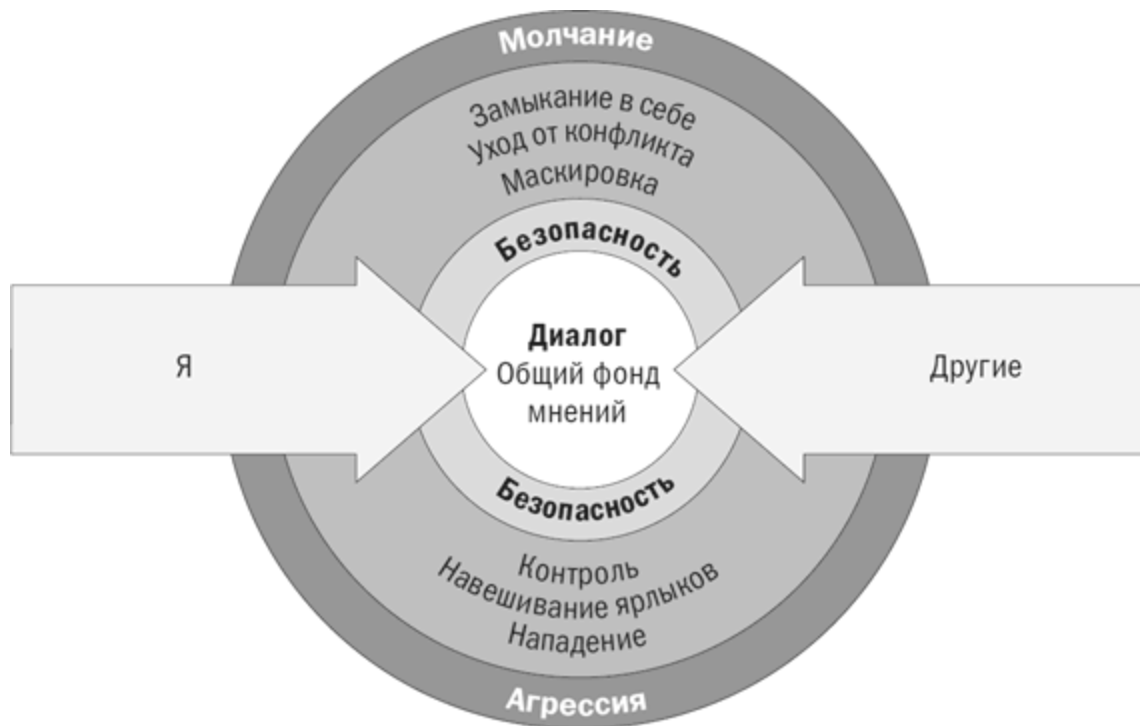 Молчание
Замыкание в себе
Уход от конфликта
Маскировка
Безопасность
Я
Диалог
Общий фонд
мнений
Другие
Безопасность
Контроль
Навешивание ярлыков
Нападение
Агрессия